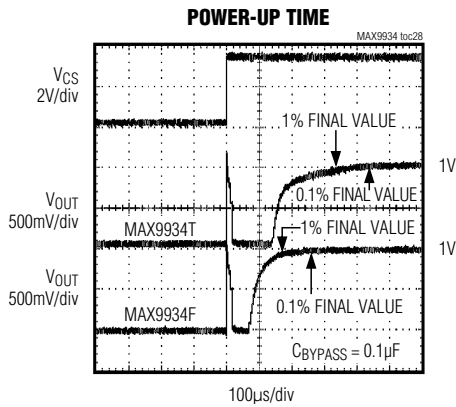 POWER-UP TIME
MAX9934 toc28
VCS
2V/div
1% FINAL VALUE
1V
0.1% FINAL VALUE
VOUT
500mV/div
MAX9934T
1% FINAL VALUE
1V
VOUT
500mV/div
0.1% FINAL VALUE
MAX9934F
CBYPASS = 0.1µF
100µs/div